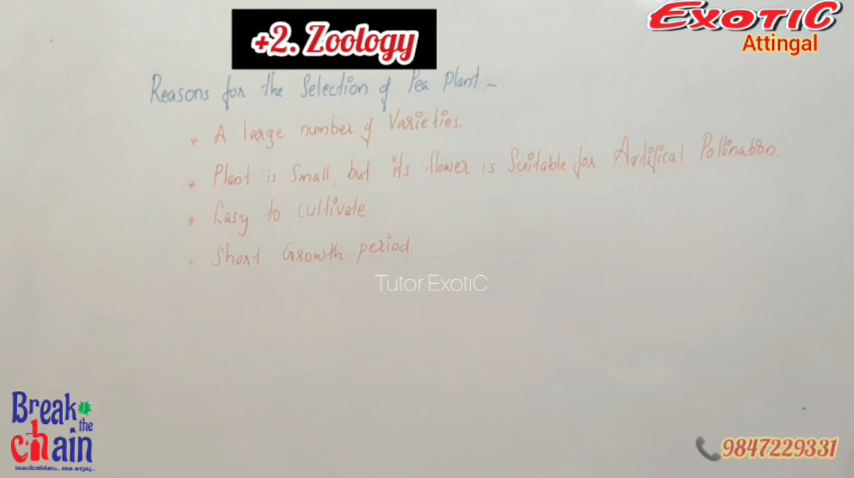 +2. Zoology
EXOTIC
Attingal
Reasons for the Selection of Pea Plant:-
* A large number of Varieties.
* Plant is Small, but its flower is Suitable for Artifical Pollination.
* Easy to Cultivate.
* Short Growth period.
Tutor ExotiC
Break
the
chain
9847229331